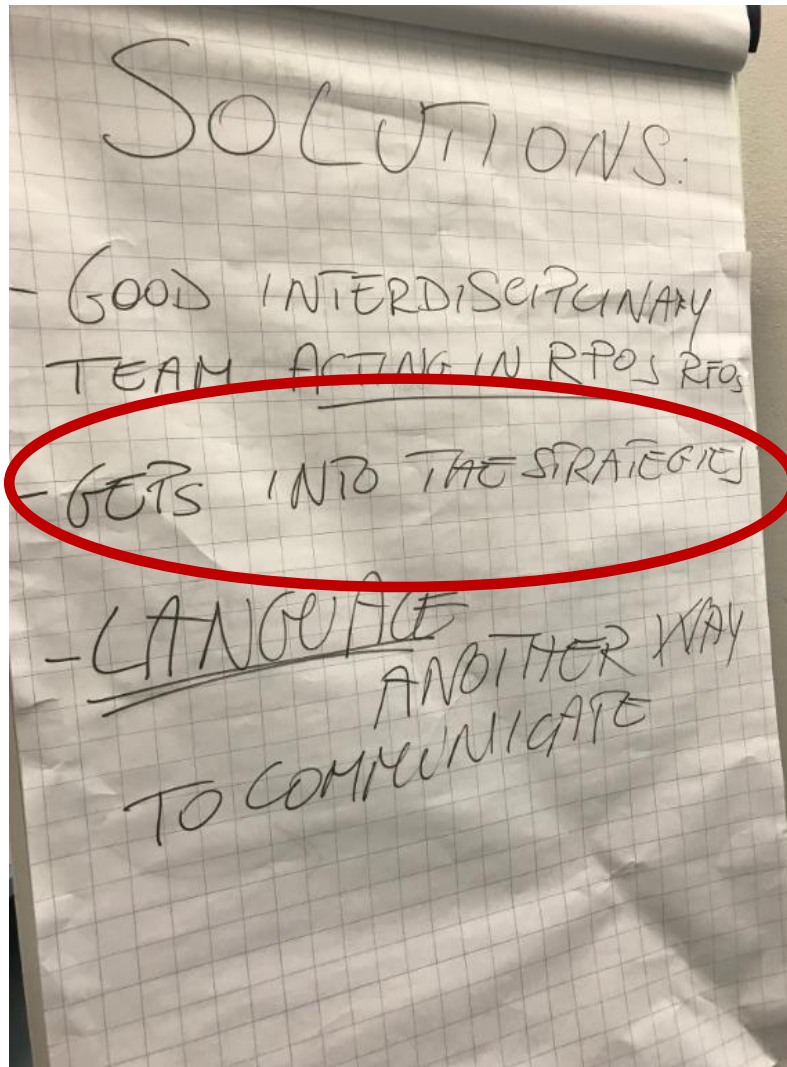 SOLUTIONS:
- GOOD INTERDISCIPLINARY
TEAM ACTING IN RPOs RFOs
- GETS INTO THE STRATEGIES
- LANGUAGE
ANOTHER WAY
TO COMMUNICATE